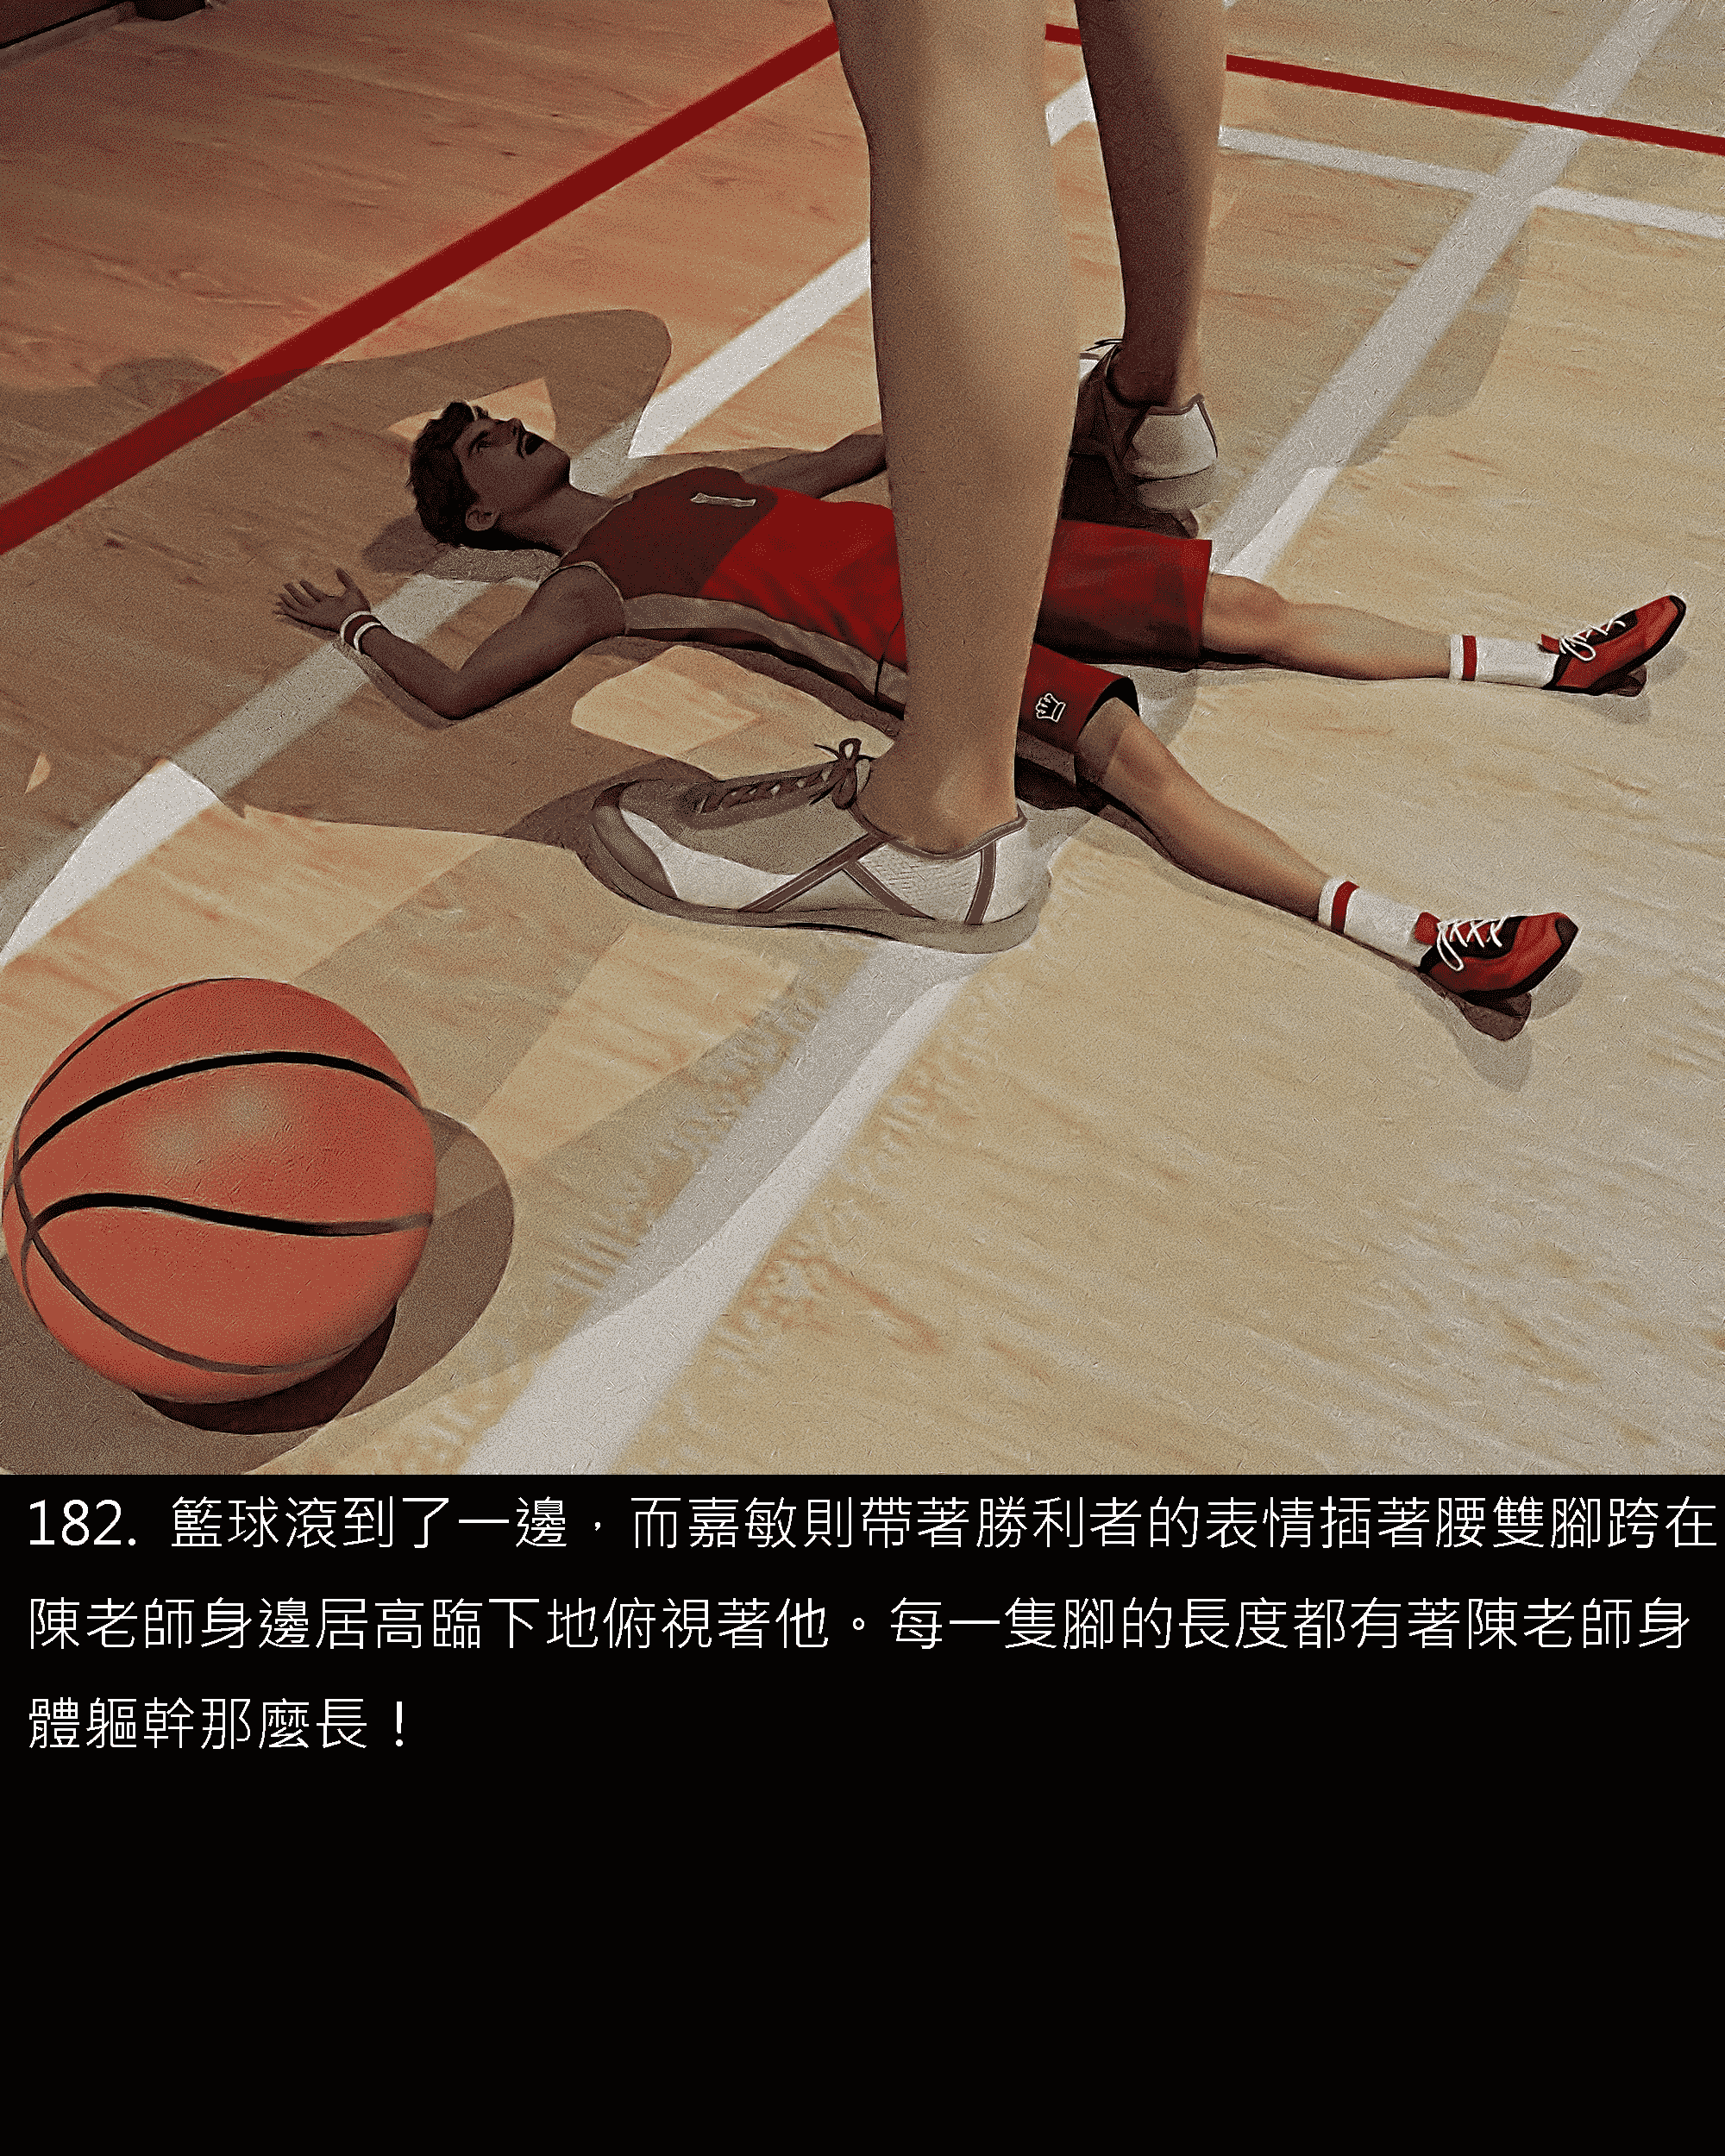 1
182. 籃球滾到了一邊，而嘉敏則帶著勝利者的表情插著腰雙腳跨在
陳老師身邊居高臨下地俯視著他。每一隻腳的長度都有著陳老師身
體軀幹那麼長！